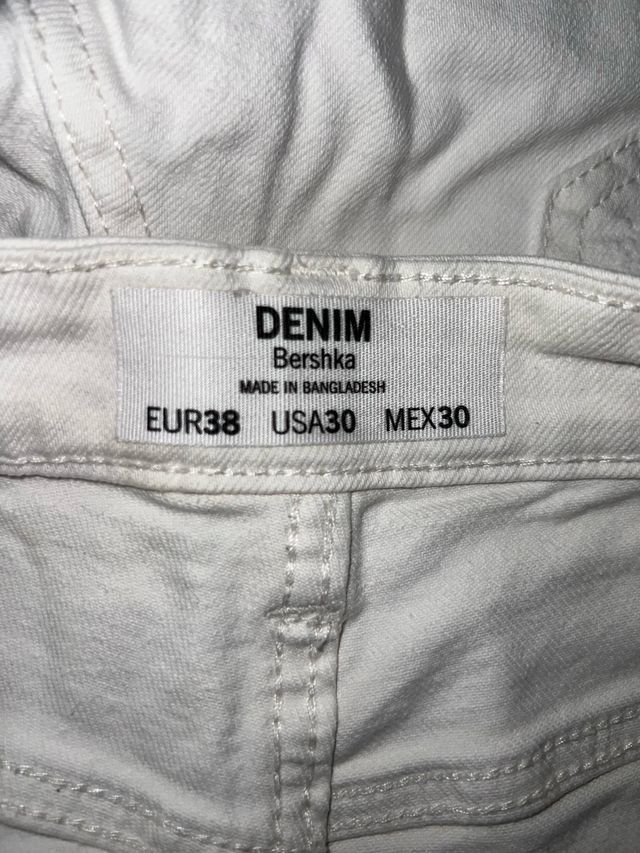 DENIM
Bershka
MADE IN BANGLADESH
EUR38 USA30 MEX30